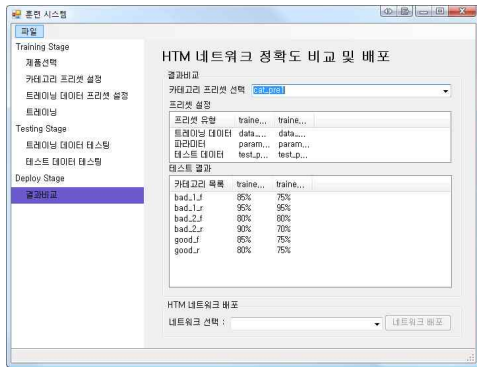 훈련 시스템
파일
Training Stage
제품선택
카테고리 프리셋 설정
트레이닝 데이터 프리셋 설정
트레이닝
Testing Stage
트레이닝 데이터 테스팅
테스트 데이터 테스팅
Deploy Stage
결과비교
HTM 네트워크 정확도 비교 및 배포
결과비교
카테고리 프리셋 선택 cat_pre1
프리셋 설정
프리셋 유형 traine... traine...
트레이닝 데이터 data_... data_...
파라미터 param... param...
테스트 데이터 test_p... test_p...
테스트 결과
카테고리 목록 traine... traine...
bad_1_f 85% 75%
bad_1_r 95% 95%
bad_2_f 80% 80%
bad_2_r 90% 70%
good_f 85% 75%
good_r 80% 75%
HTM 네트워크 배포
네트워크 선택 :
네트워크 배포